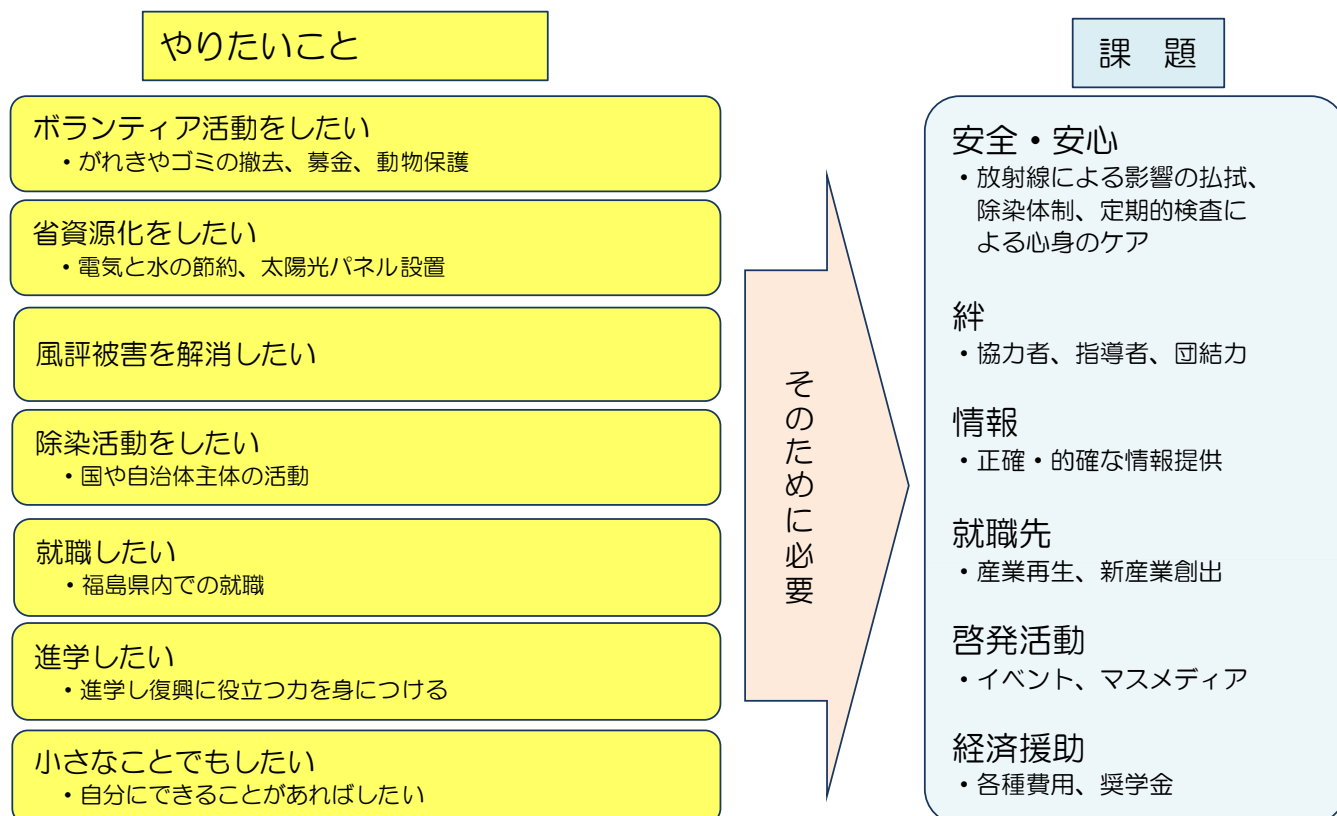 やりたいこと
ボランティア活動をしたい
・がれきやゴミの撤去、募金、動物保護
省資源化をしたい
・電気と水の節約、太陽光パネル設置
風評被害を解消したい
除染活動をしたい
・国や自治体主体の活動
就職したい
・福島県内での就職
進学したい
・進学し復興に役立つ力を身につける
小さなことでもしたい
・自分にできることがあればしたい
そのために必要
課　題
安全・安心
・放射線による影響の払拭、
除染体制、定期的検査に
よる心身のケア
絆
・協力者、指導者、団結力
情報
・正確・的確な情報提供
就職先
・産業再生、新産業創出
啓発活動
・イベント、マスメディア
経済援助
・各種費用、奨学金